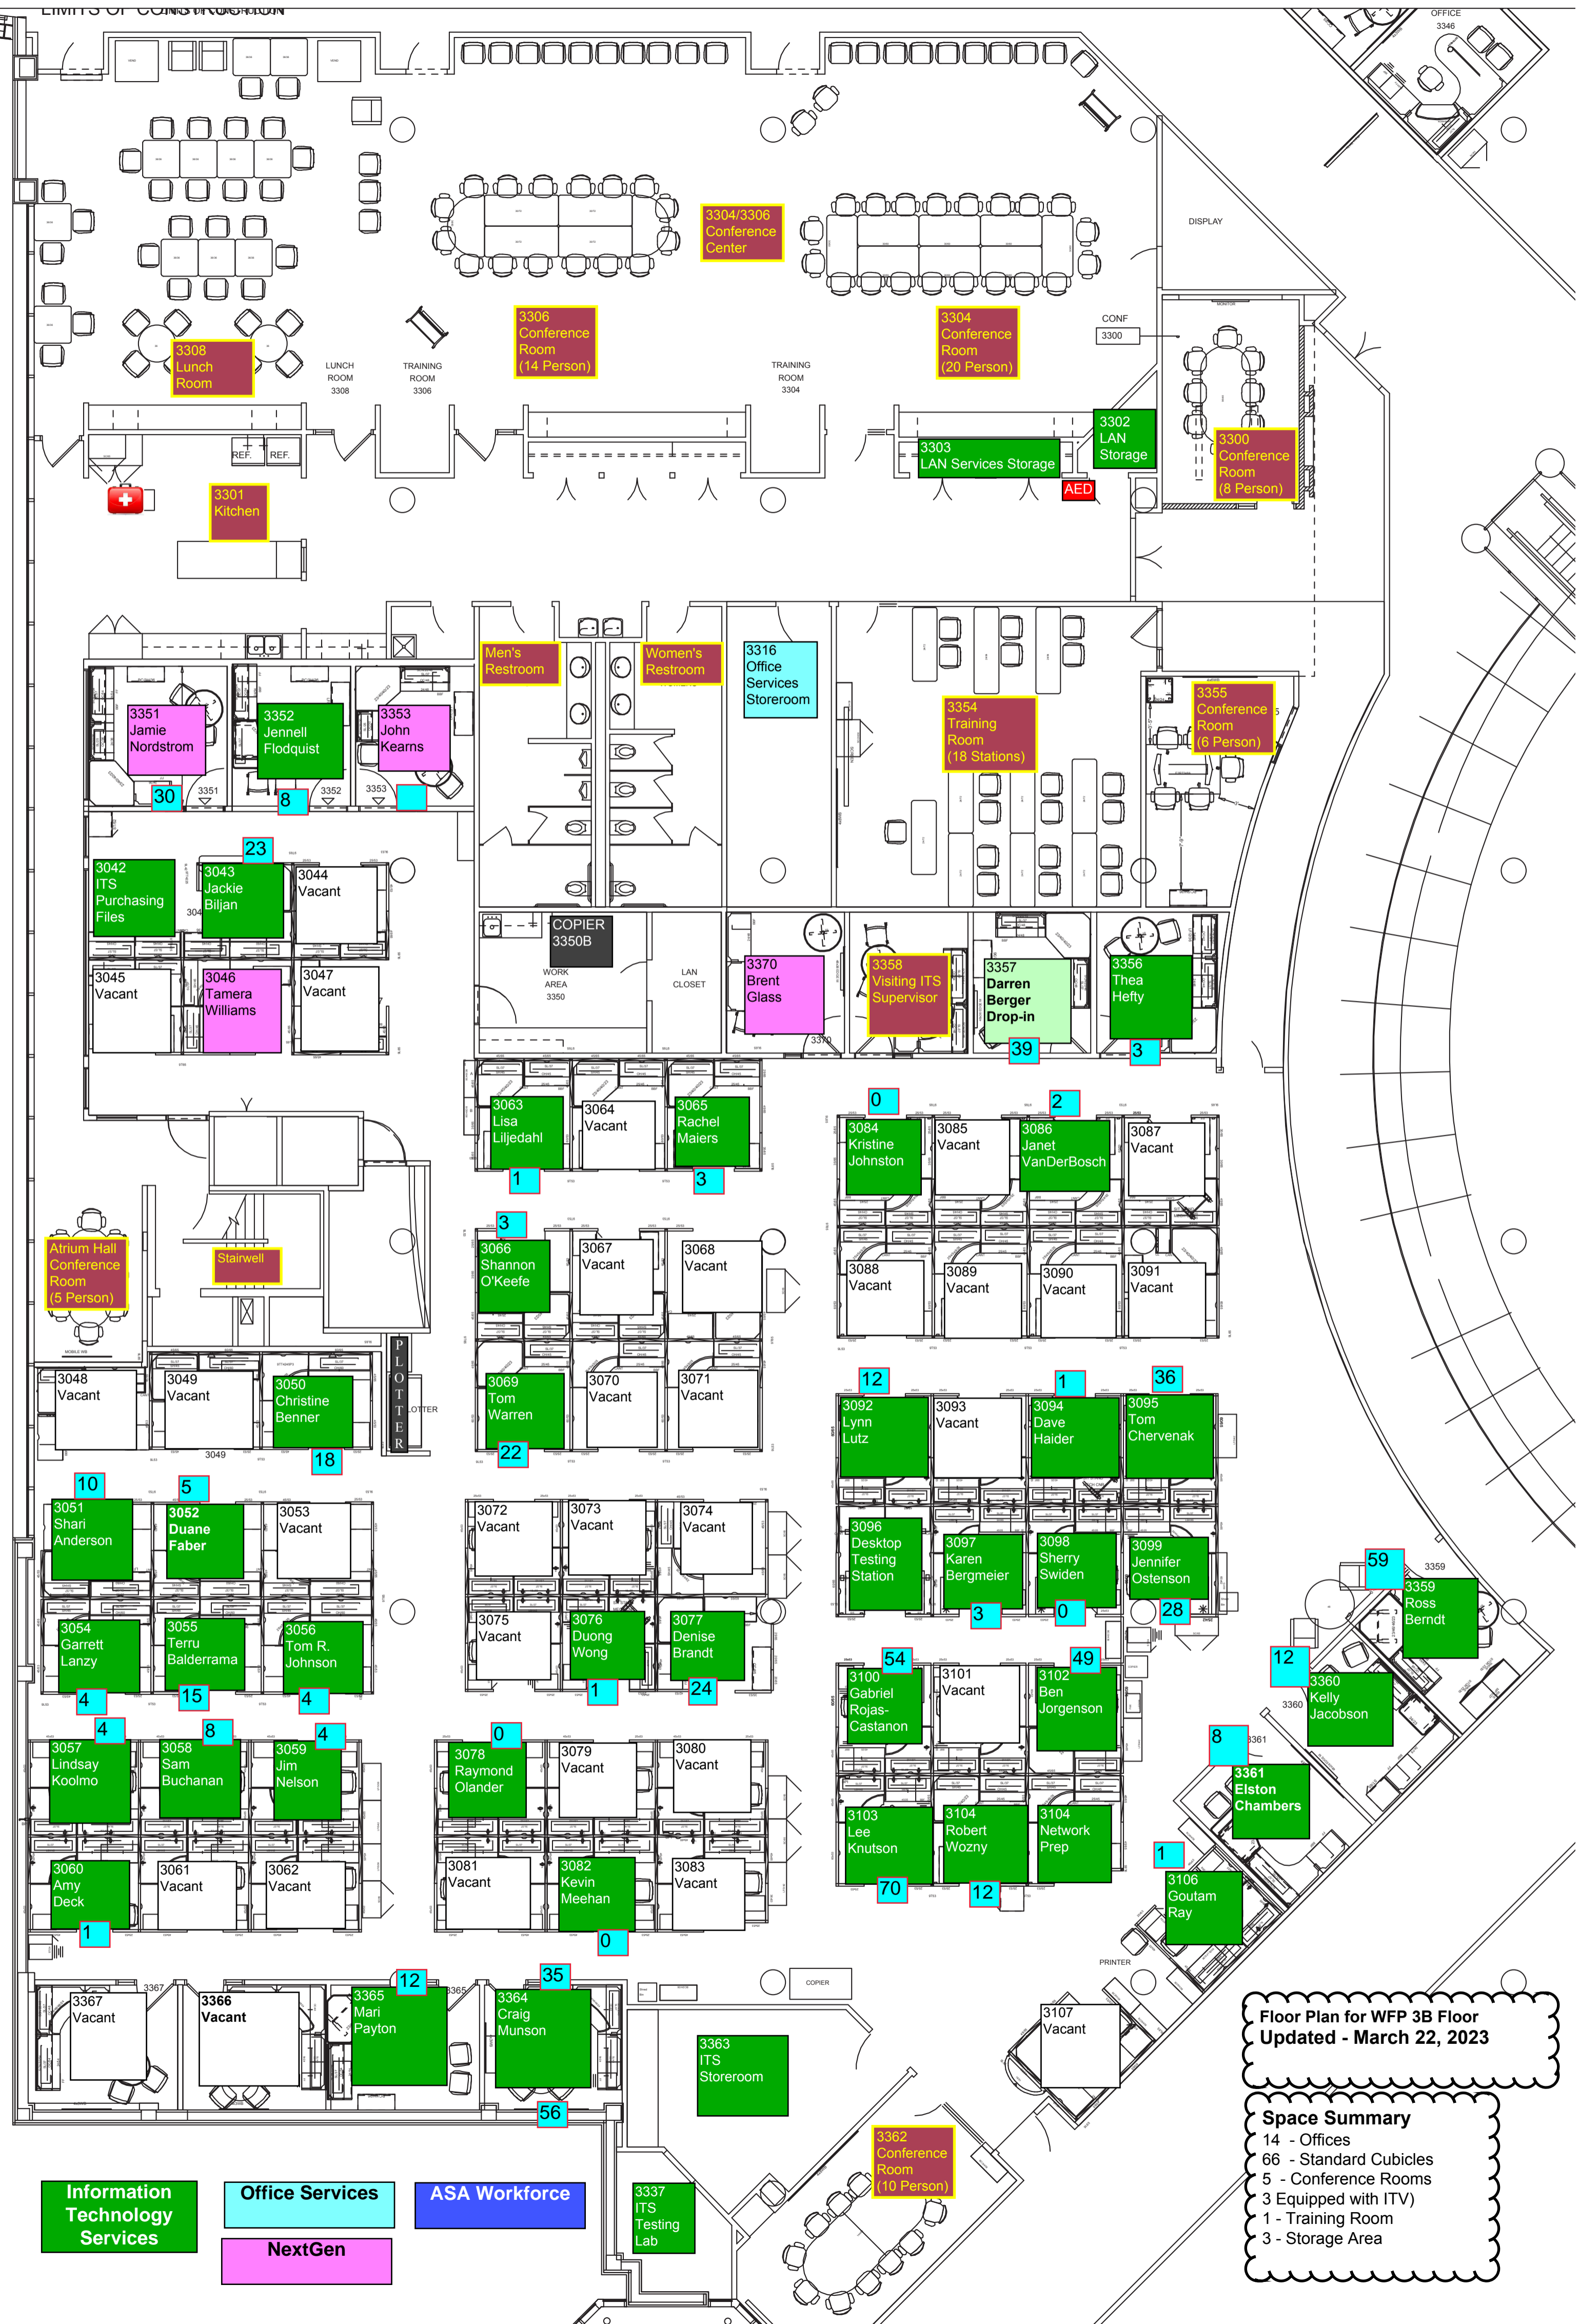 LIMITS OF CONSTRUCTION
OFFICE
3346
3304/3306
Conference
Center
DISPLAY
MONITOR
CONF
3300
3306
Conference
Room
(14 Person)
3304
Conference
Room
(20 Person)
3308
Lunch
Room
LUNCH
ROOM
3308
TRAINING
ROOM
3306
TRAINING
ROOM
3304
3302
LAN
Storage
3303
LAN Services Storage
3300
Conference
Room
(8 Person)
REF. REF.
AED
3301
Kitchen
Men's
Restroom
Women's
Restroom
3316
Office
Services
Storeroom
3354
Training
Room
(18 Stations)
3355
Conference
Room
(6 Person)
3351
Jamie
Nordstrom
3352
Jennell
Flodquist
3353
John
Kearns
30
3351
8
3352
3353
23
3042
ITS
Purchasing
Files
3043
Jackie
Biljan
3044
Vacant
3045
Vacant
3046
Tamera
Williams
3047
Vacant
COPIER
3350B
WORK
AREA
3350
LAN
CLOSET
3370
Brent
Glass
3370
3358
Visiting ITS
Supervisor
3357
Darren
Berger
Drop-in
39
3356
Thea
Hefty
3
3063
Lisa
Liljedahl
1
3064
Vacant
3065
Rachel
Maiers
3
0
3084
Kristine
Johnston
3085
Vacant
2
3086
Janet
VanDerBosch
3087
Vacant
3088
Vacant
3089
Vacant
3090
Vacant
3091
Vacant
Atrium Hall
Conference
Room
(5 Person)
MOBILE WB
Stairwell
3
3066
Shannon
O'Keefe
3067
Vacant
3068
Vacant
3069
Tom
Warren
22
3070
Vacant
3071
Vacant
3048
Vacant
3049
Vacant
3049
3050
Christine
Benner
18
PLOTTER
12
3092
Lynn
Lutz
3093
Vacant
1
3094
Dave
Haider
36
3095
Tom
Chervenak
3096
Desktop
Testing
Station
3097
Karen
Bergmeier
3
3098
Sherry
Swiden
0
3099
Jennifer
Ostenson
28
10
3051
Shari
Anderson
5
3052
Duane
Faber
3053
Vacant
3054
Garrett
Lanzy
4
3055
Terru
Balderrama
15
3056
Tom R.
Johnson
4
3072
Vacant
3073
Vacant
3074
Vacant
3075
Vacant
3076
Duong
Wong
1
3077
Denise
Brandt
24
59
3359
3359
Ross
Berndt
12
3360
3360
Kelly
Jacobson
8
3361
3361
Elston
Chambers
54
3100
Gabriel
Rojas-
Castanon
3101
Vacant
49
3102
Ben
Jorgenson
3103
Lee
Knutson
70
3104
Robert
Wozny
12
3104
Network
Prep
1
3106
Goutam
Ray
4
3057
Lindsay
Koolmo
8
3058
Sam
Buchanan
4
3059
Jim
Nelson
3060
Amy
Deck
1
3061
Vacant
3062
Vacant
0
3078
Raymond
Olander
3079
Vacant
3080
Vacant
3081
Vacant
3082
Kevin
Meehan
0
3083
Vacant
PRINTER
COPIER
3367
3367
Vacant
3366
Vacant
12
3365
3365
Mari
Payton
35
3364
Craig
Munson
56
3363
ITS
Storeroom
3107
Vacant
3362
Conference
Room
(10 Person)
3337
ITS
Testing
Lab
Floor Plan for WFP 3B Floor
Updated - March 22, 2023
Space Summary
14 - Offices
66 - Standard Cubicles
5 - Conference Rooms
3 Equipped with ITV)
1 - Training Room
3 - Storage Area
Information
Technology
Services
Office Services
ASA Workforce
NextGen